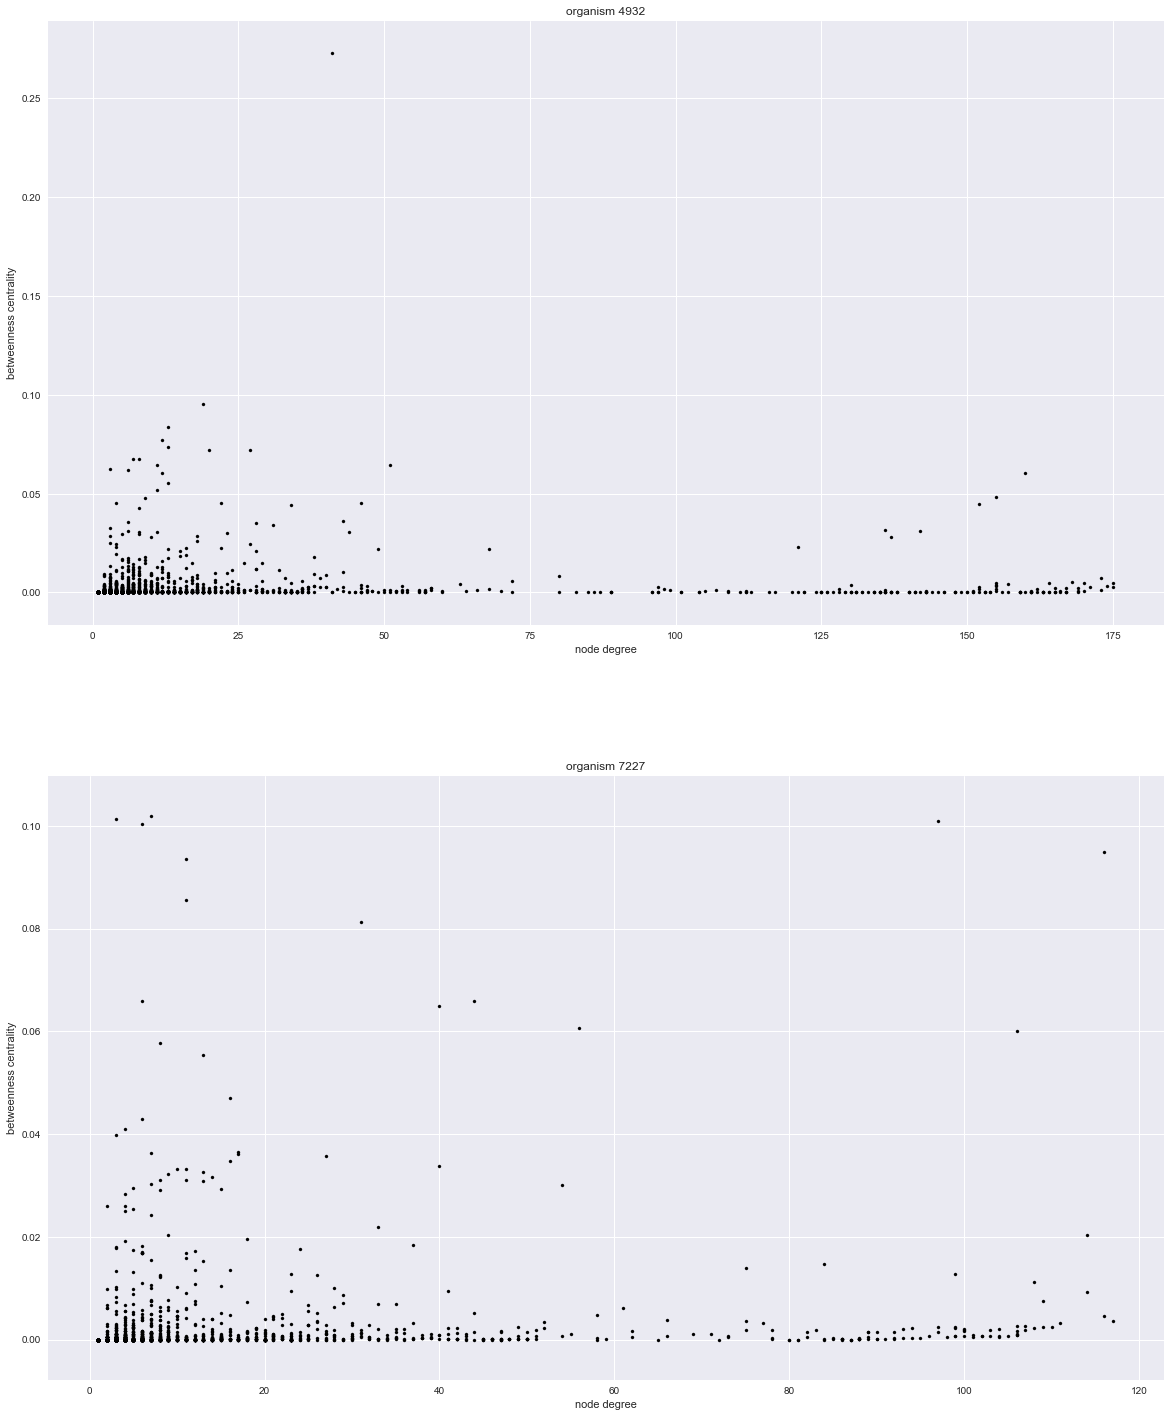 organism 4932
0.25
0.20
0.15
0.10
0.05
0.00
betweenness centrality
0 25 50 75 100 125 150 175
node degree
organism 7227
0.10
0.08
0.06
0.04
0.02
0.00
betweenness centrality
0 20 40 60 80 100 120
node degree